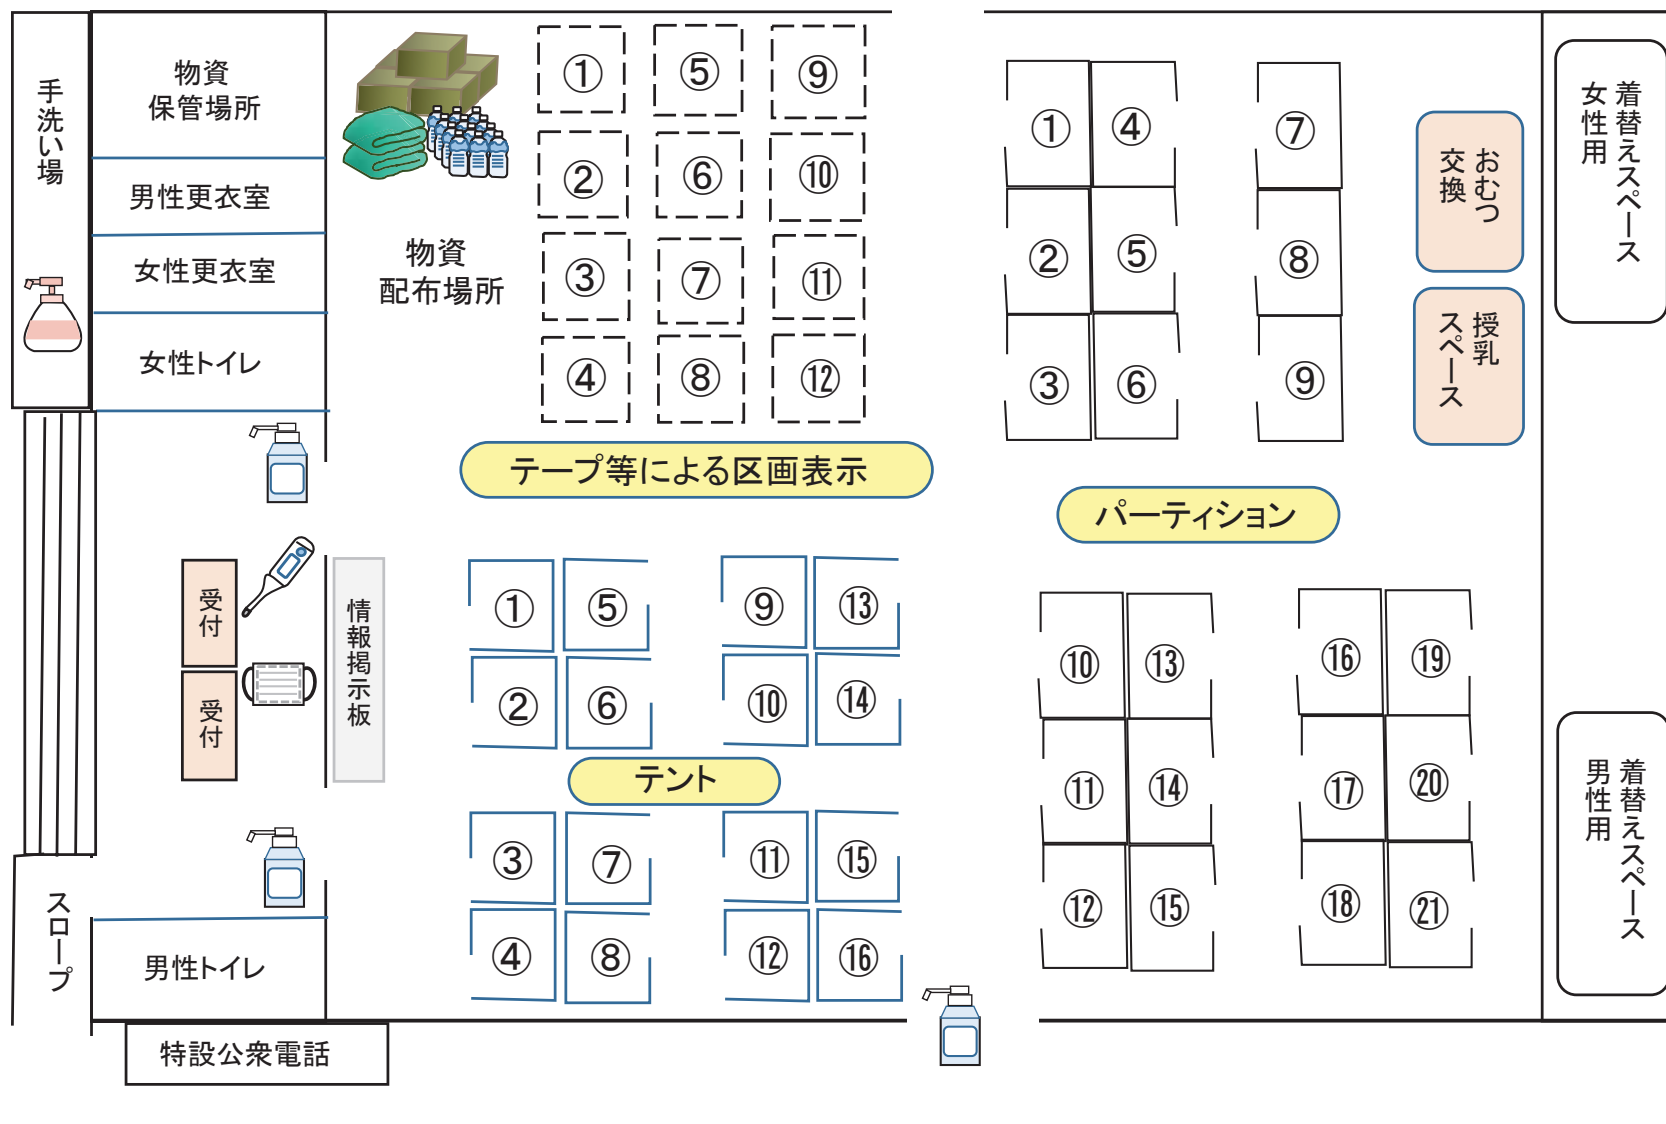 手洗い場
物資
保管場所
男性更衣室
女性更衣室
女性トイレ
物資
配布場所
①
⑤
⑨
②
⑥
⑩
③
⑦
⑪
④
⑧
⑫
テープ等による区画表示
①
④
⑦
②
⑤
⑧
③
⑥
⑨
パーティション
おむつ
交換
授乳
スペース
着替えスペース
女性用
受付
受付
情報掲示板
①
⑤
⑨
⑬
②
⑥
⑩
⑭
テント
③
⑦
⑪
⑮
④
⑧
⑫
⑯
⑩
⑬
⑯
⑲
⑪
⑭
⑰
⑳
⑫
⑮
⑱
㉑
着替えスペース
男性用
スロープ
男性トイレ
特設公衆電話